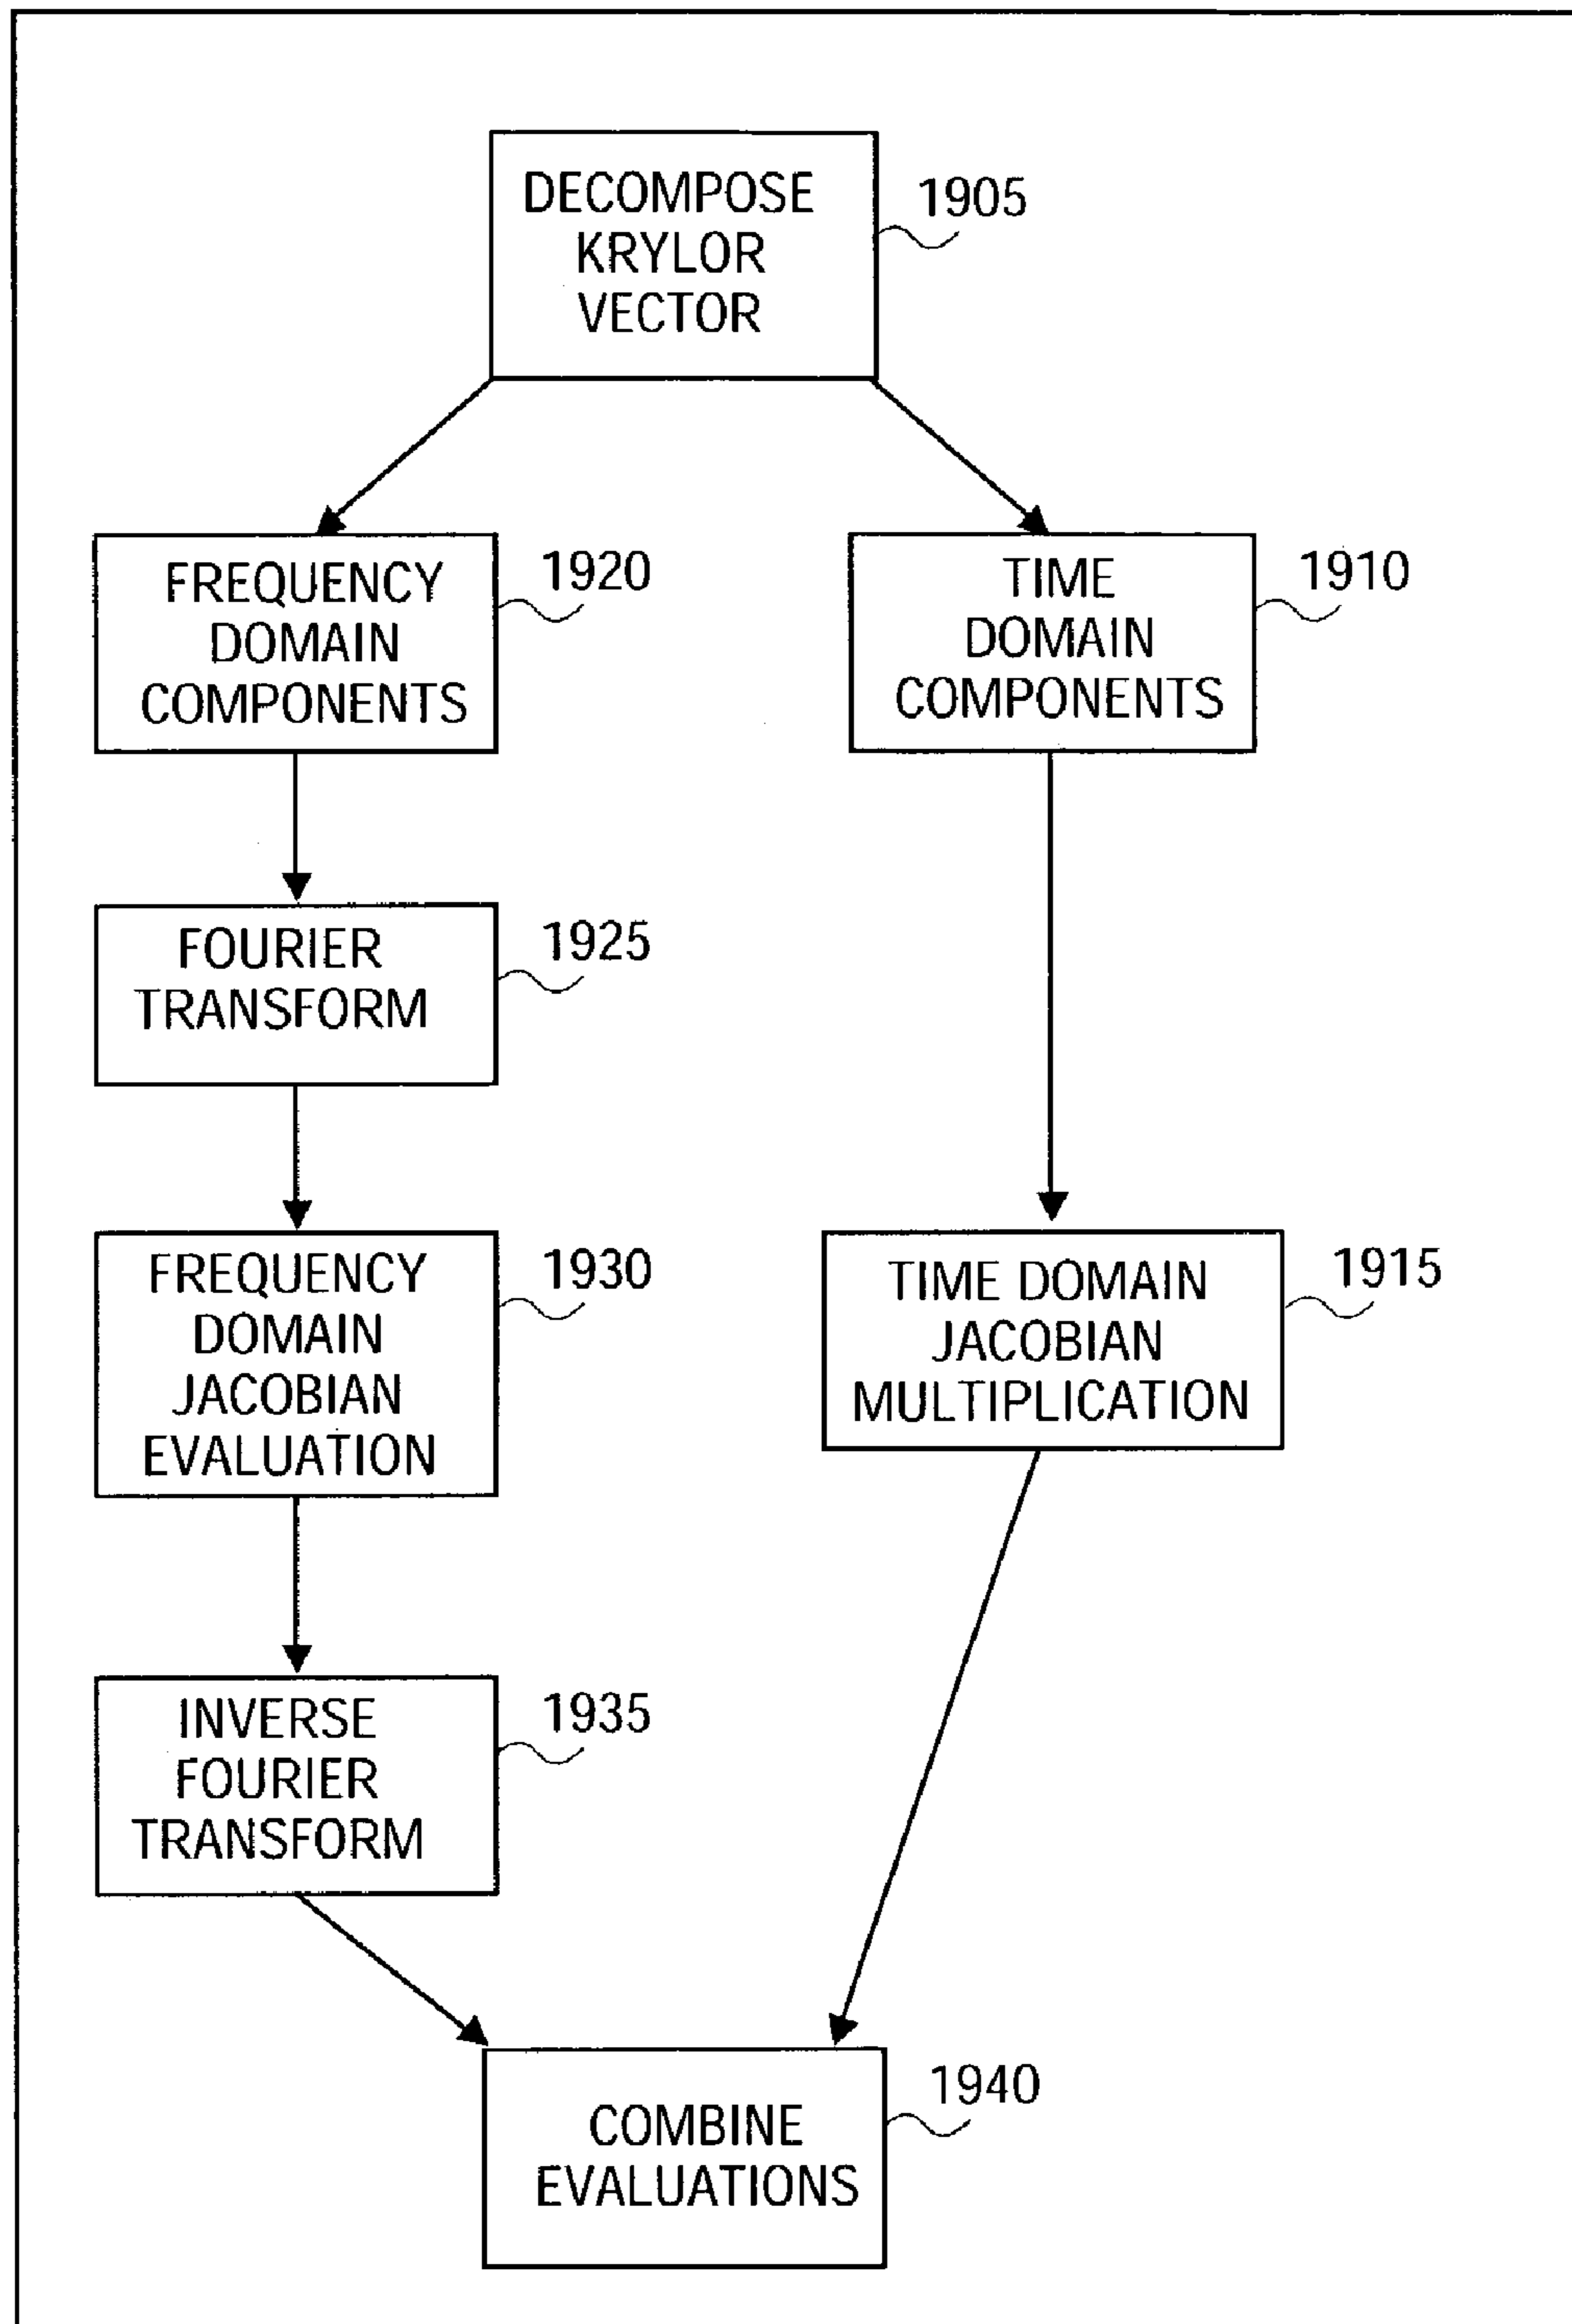 DECOMPOSE
KRYLOR
VECTOR
1905
FREQUENCY
DOMAIN
COMPONENTS
1920
TIME
DOMAIN
COMPONENTS
1910
FOURIER
TRANSFORM
1925
FREQUENCY
DOMAIN
JACOBIAN
EVALUATION
1930
TIME DOMAIN
JACOBIAN
MULTIPLICATION
1915
INVERSE
FOURIER
TRANSFORM
1935
COMBINE
EVALUATIONS
1940